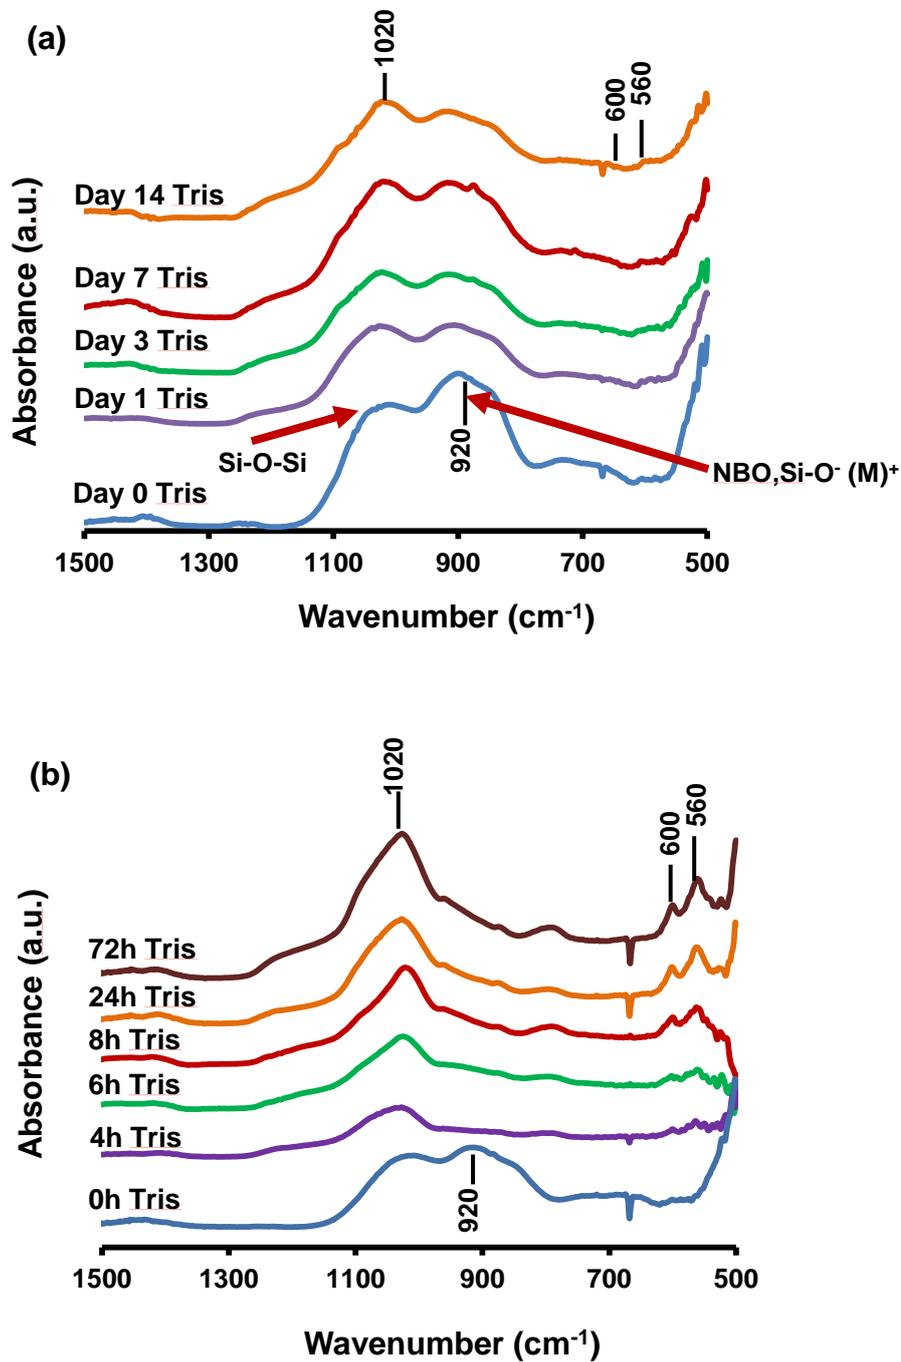 (a)
1020
600
560
Absorbance (a.u.)
Day 14 Tris
Day 7 Tris
Day 3 Tris
Day 1 Tris
Si-O-Si
920
NBO,Si-O⁻ (M)⁺
Day 0 Tris
1500 1300 1100 900 700 500
Wavenumber (cm⁻¹)
(b)
1020
600
560
Absorbance (a.u.)
72h Tris
24h Tris
8h Tris
6h Tris
4h Tris
0h Tris
920
1500 1300 1100 900 700 500
Wavenumber (cm⁻¹)